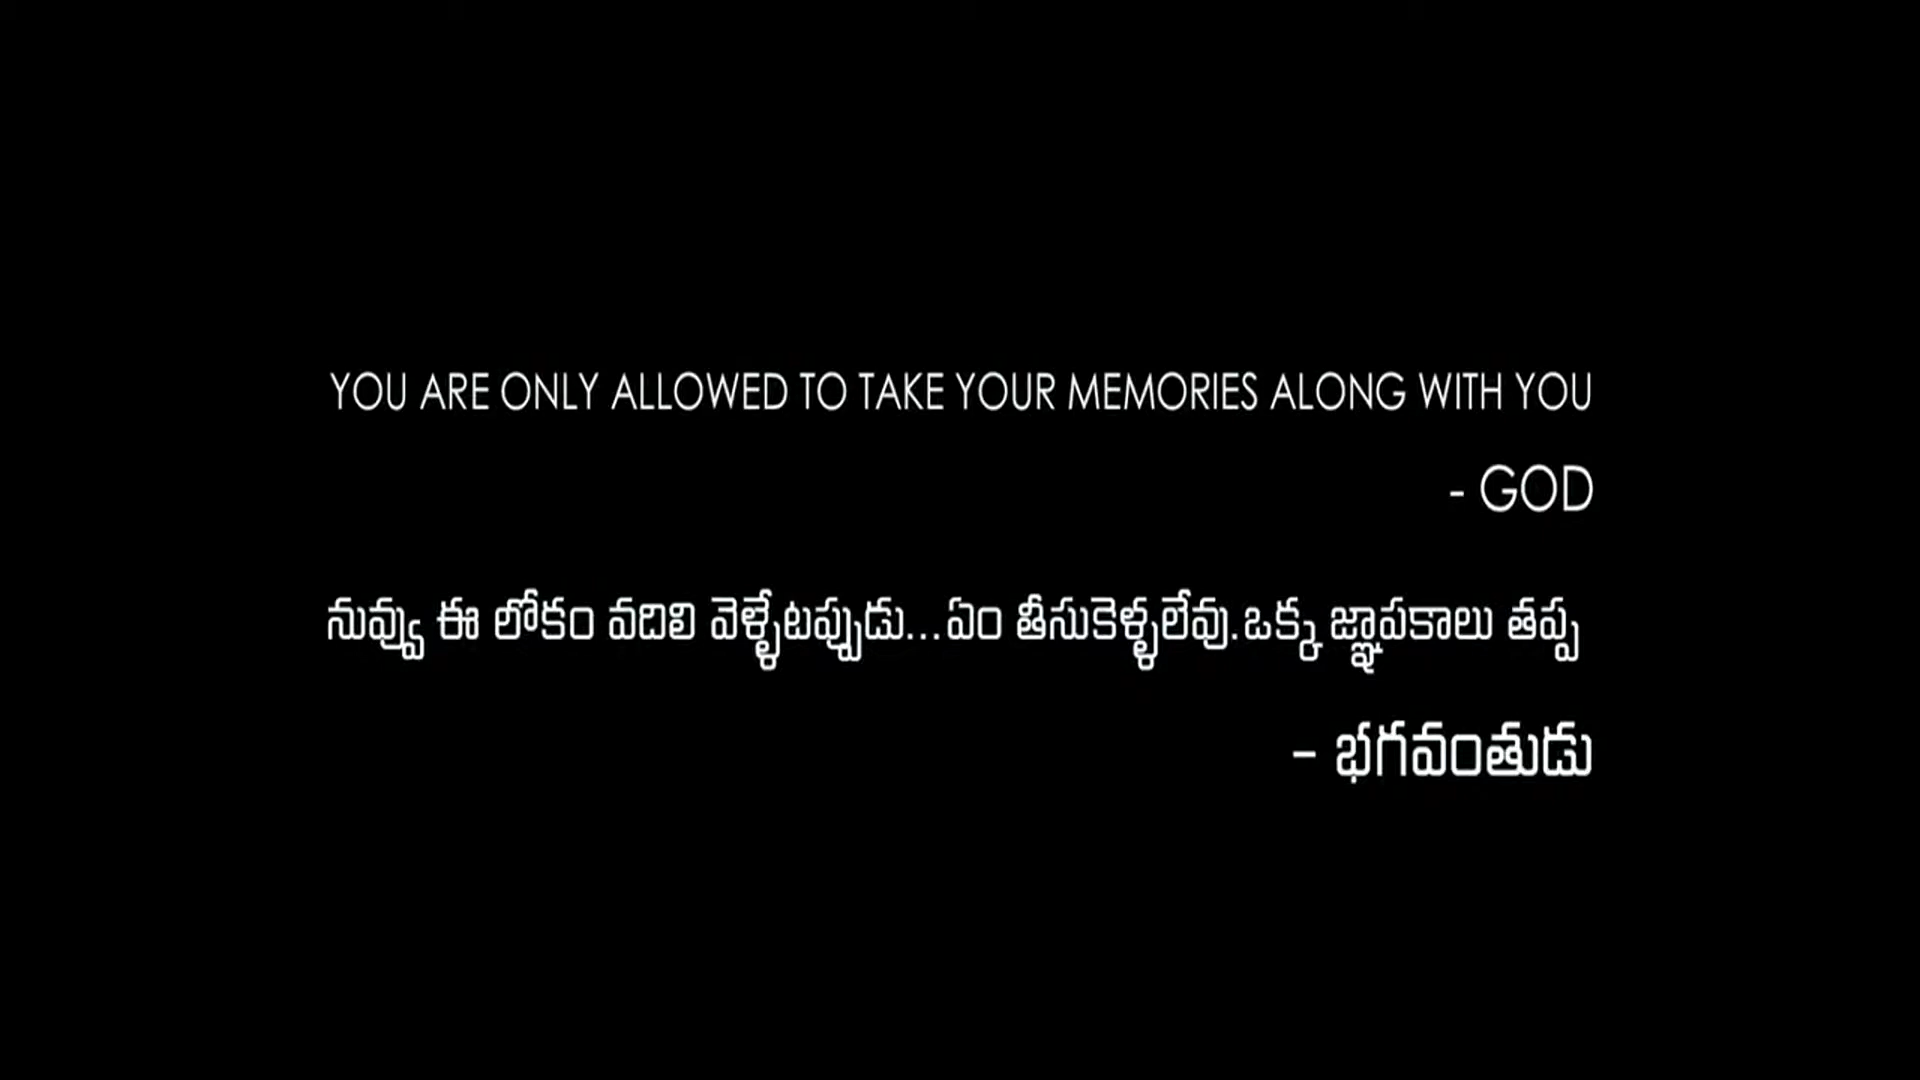 YOU ARE ONLY ALLOWED TO TAKE YOUR MEMORIES ALONG WITH YOU
- GOD
నువ్వు ఈ లోకం వదిలి వెళ్ళేటప్పుడు...ఏం తీసుకెళ్ళలేవు.ఒక్క జ్ఞాపకాలు తప్ప
- భగవంతుడు